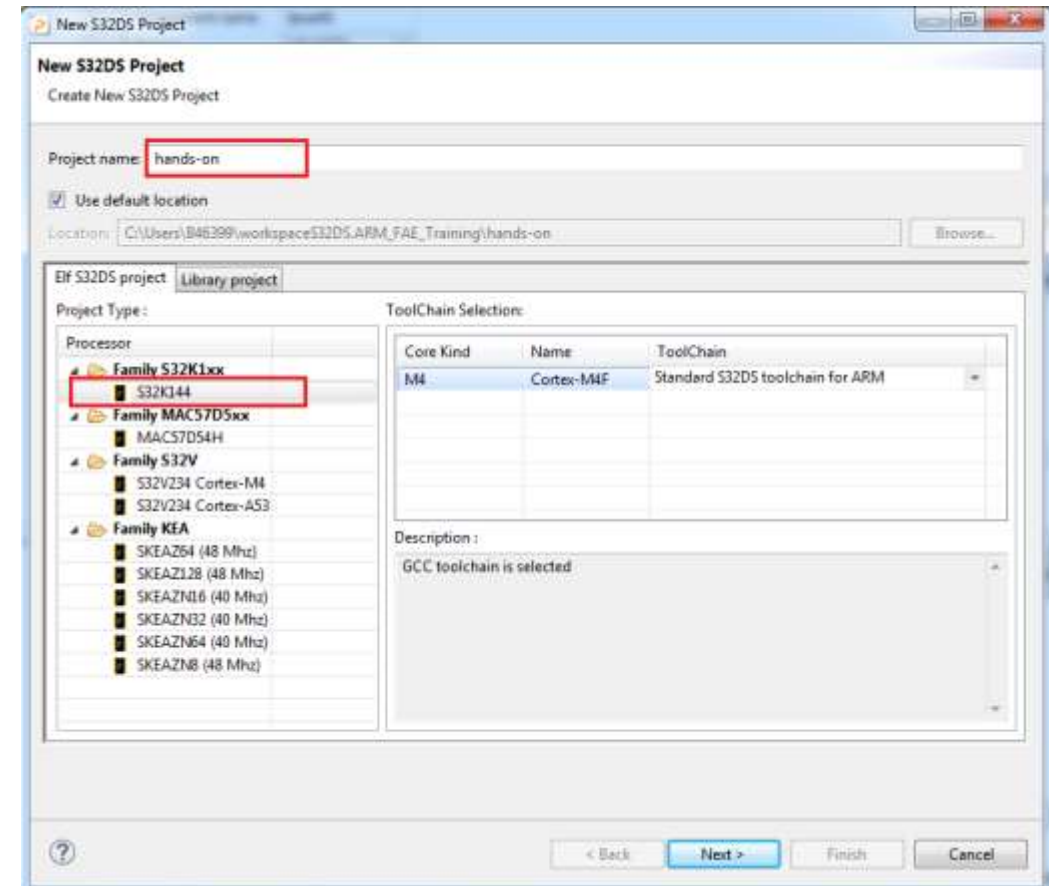 New S32DS Project
New S32DS Project
Create New S32DS Project
Project name: hands-on
Use default location
Location: C:\Users\B46399\workspaceS32DS.ARM_FAE_Training\hands-on Browse...
Elf S32DS project Library project
Project Type : ToolChain Selection:
Processor
Core Kind Name ToolChain
Family S32K1xx
M4 Cortex-M4F Standard S32DS toolchain for ARM
S32K144
Family MAC57D5xx
MAC57D54H
Family S32V
S32V234 Cortex-M4
S32V234 Cortex-A53
Family KEA
Description :
SKEAZ64 (48 Mhz)
GCC toolchain is selected
SKEAZ128 (48 Mhz)
SKEAZN16 (40 Mhz)
SKEAZN32 (40 Mhz)
SKEAZN64 (40 Mhz)
SKEAZN8 (48 Mhz)
< Back Next > Finish Cancel